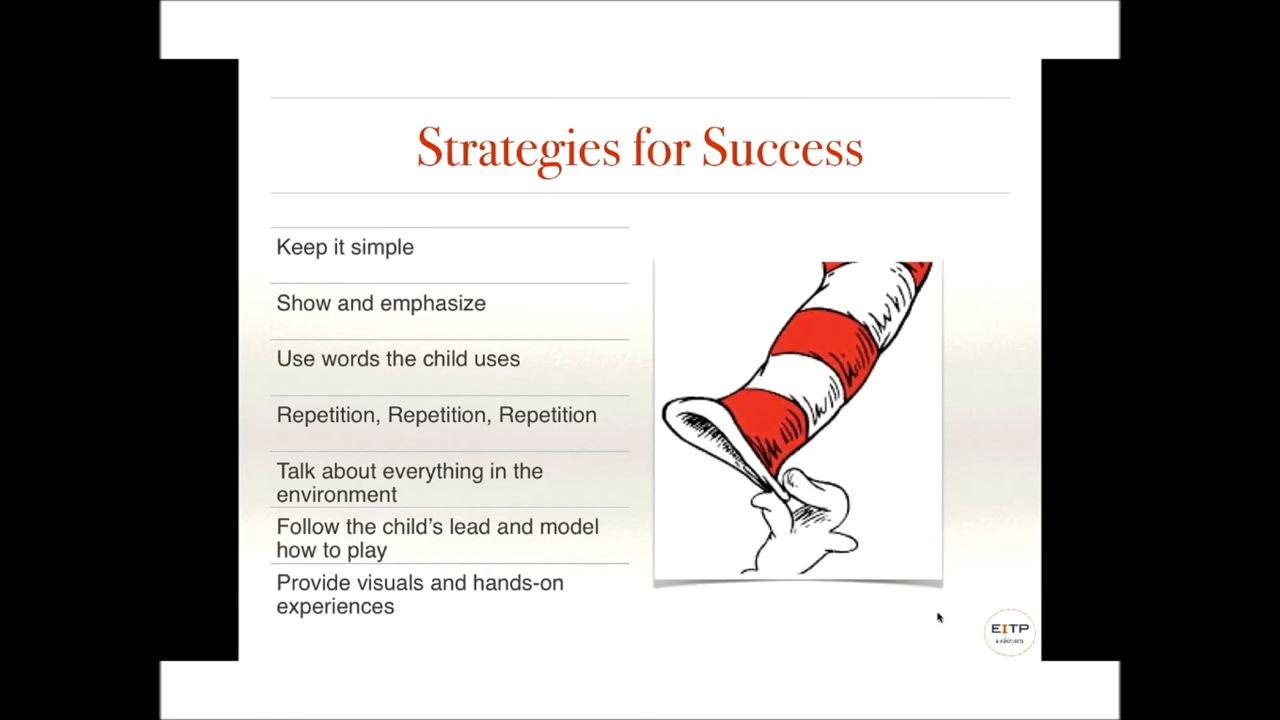 Strategies for Success
Keep it simple
Show and emphasize
Use words the child uses
Repetition, Repetition, Repetition
Talk about everything in the
environment
Follow the child’s lead and model
how to play
Provide visuals and hands-on
experiences
EITP